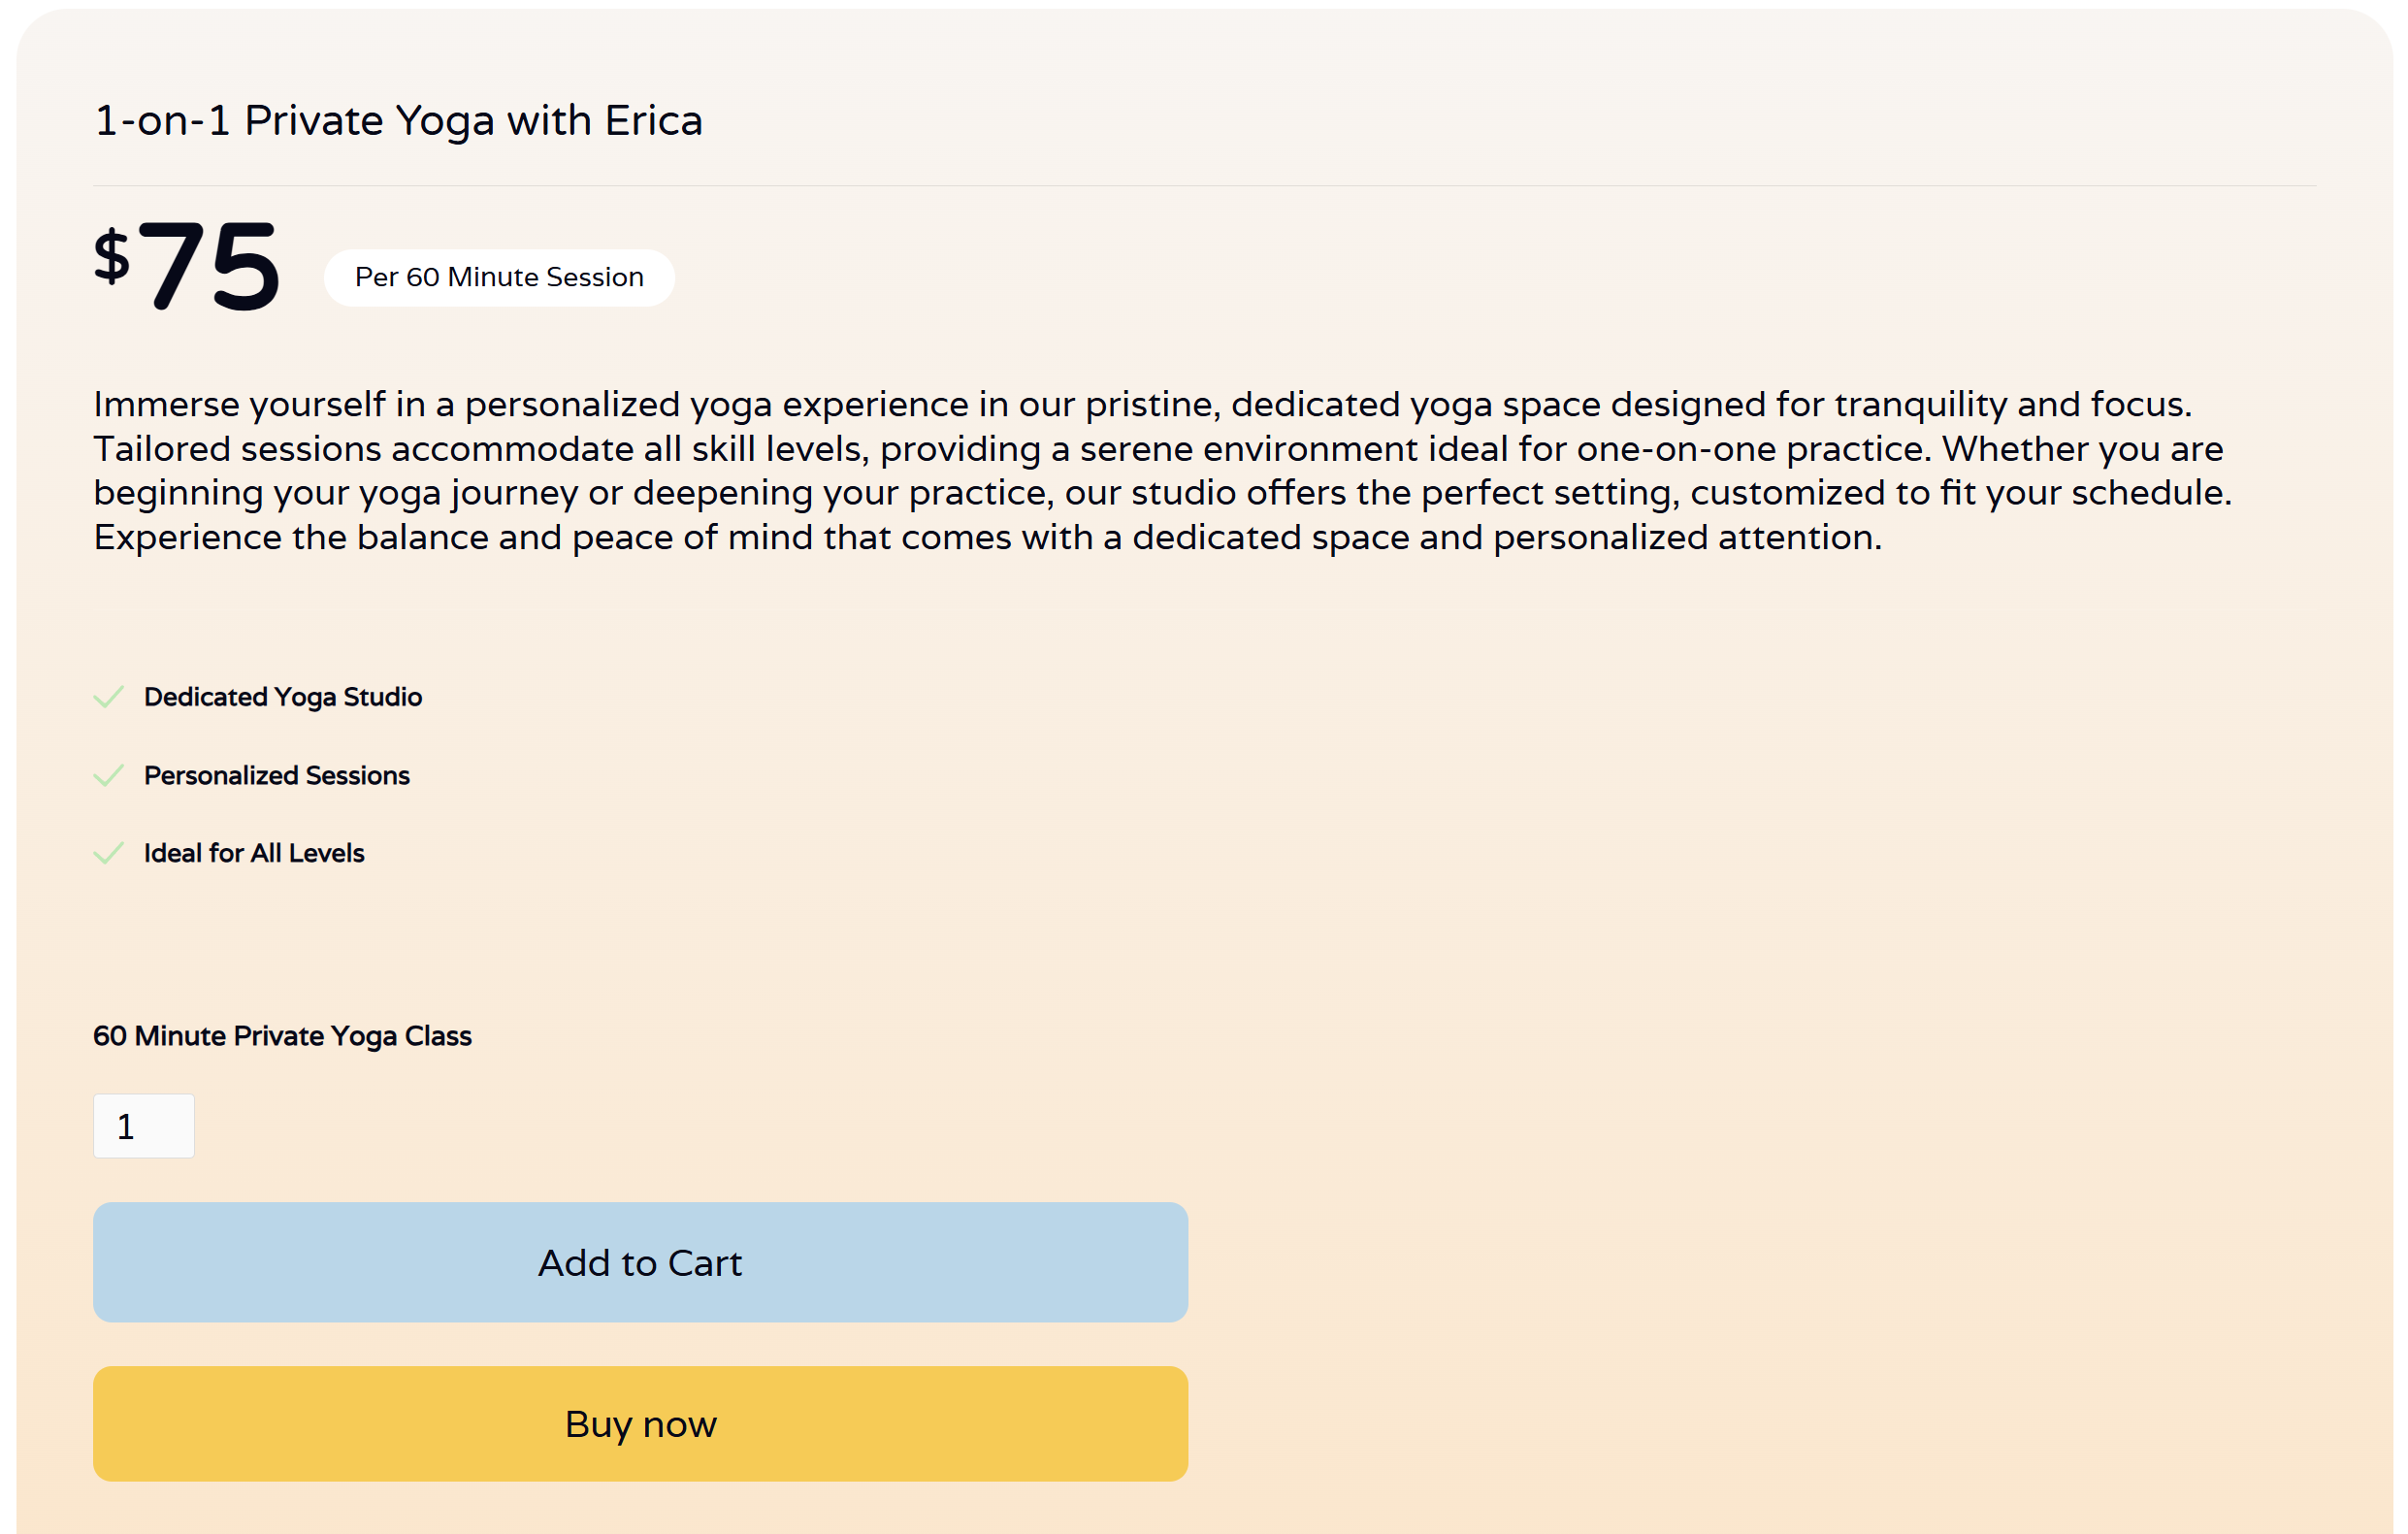 1-on-1 Private Yoga with Erica
$75 Per 60 Minute Session
Immerse yourself in a personalized yoga experience in our pristine, dedicated yoga space designed for tranquility and focus.
Tailored sessions accommodate all skill levels, providing a serene environment ideal for one-on-one practice. Whether you are
beginning your yoga journey or deepening your practice, our studio offers the perfect setting, customized to fit your schedule.
Experience the balance and peace of mind that comes with a dedicated space and personalized attention.
Dedicated Yoga Studio
Personalized Sessions
Ideal for All Levels
60 Minute Private Yoga Class
1
Add to Cart
Buy now